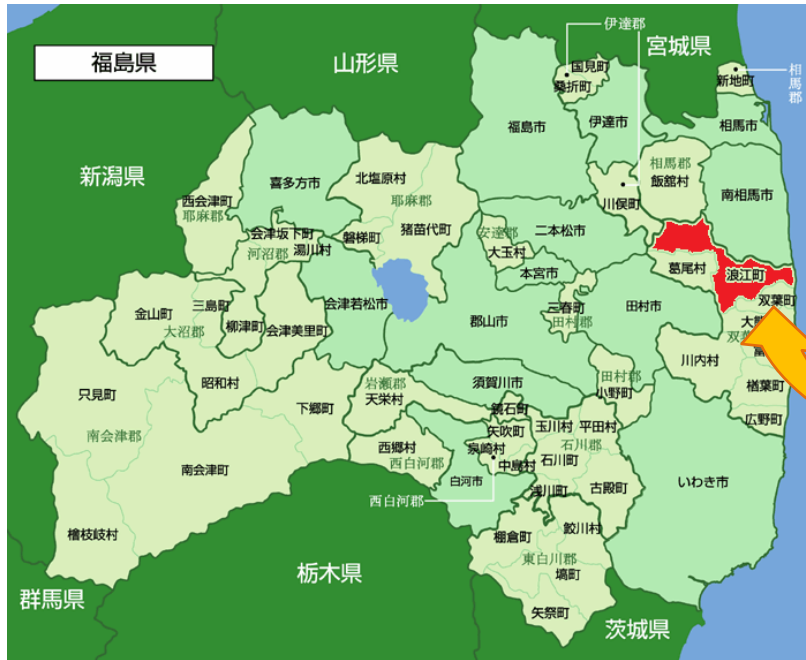 福島県
山形県
宮城県
新潟県
群馬県
栃木県
茨城県
伊達郡
国見町
桑折町
相馬郡
新地町
福島市
伊達市
相馬市
相馬郡
飯舘村
南相馬市
川俣町
喜多方市
西会津町
耶麻郡
北塩原村
耶麻郡
猪苗代町
磐梯町
会津坂下町
河沼郡
湯川村
安達郡
大玉村
二本松市
本宮市
葛尾村
浪江町
双葉町
三春町
田村郡
田村市
郡山市
会津若松市
金山町
三島町
大沼郡
柳津町
会津美里町
昭和村
只見町
南会津郡
南会津町
檜枝岐村
下郷町
岩瀬郡
天栄村
須賀川市
鏡石町
田村郡
小野町
川内村
楢葉町
広野町
西郷村
西白河郡
矢吹町
泉崎村
中島村
白河市
西白河郡
玉川村
平田村
石川郡
石川町
浅川町
古殿町
いわき市
棚倉町
鮫川村
東白川郡
塙町
矢祭町